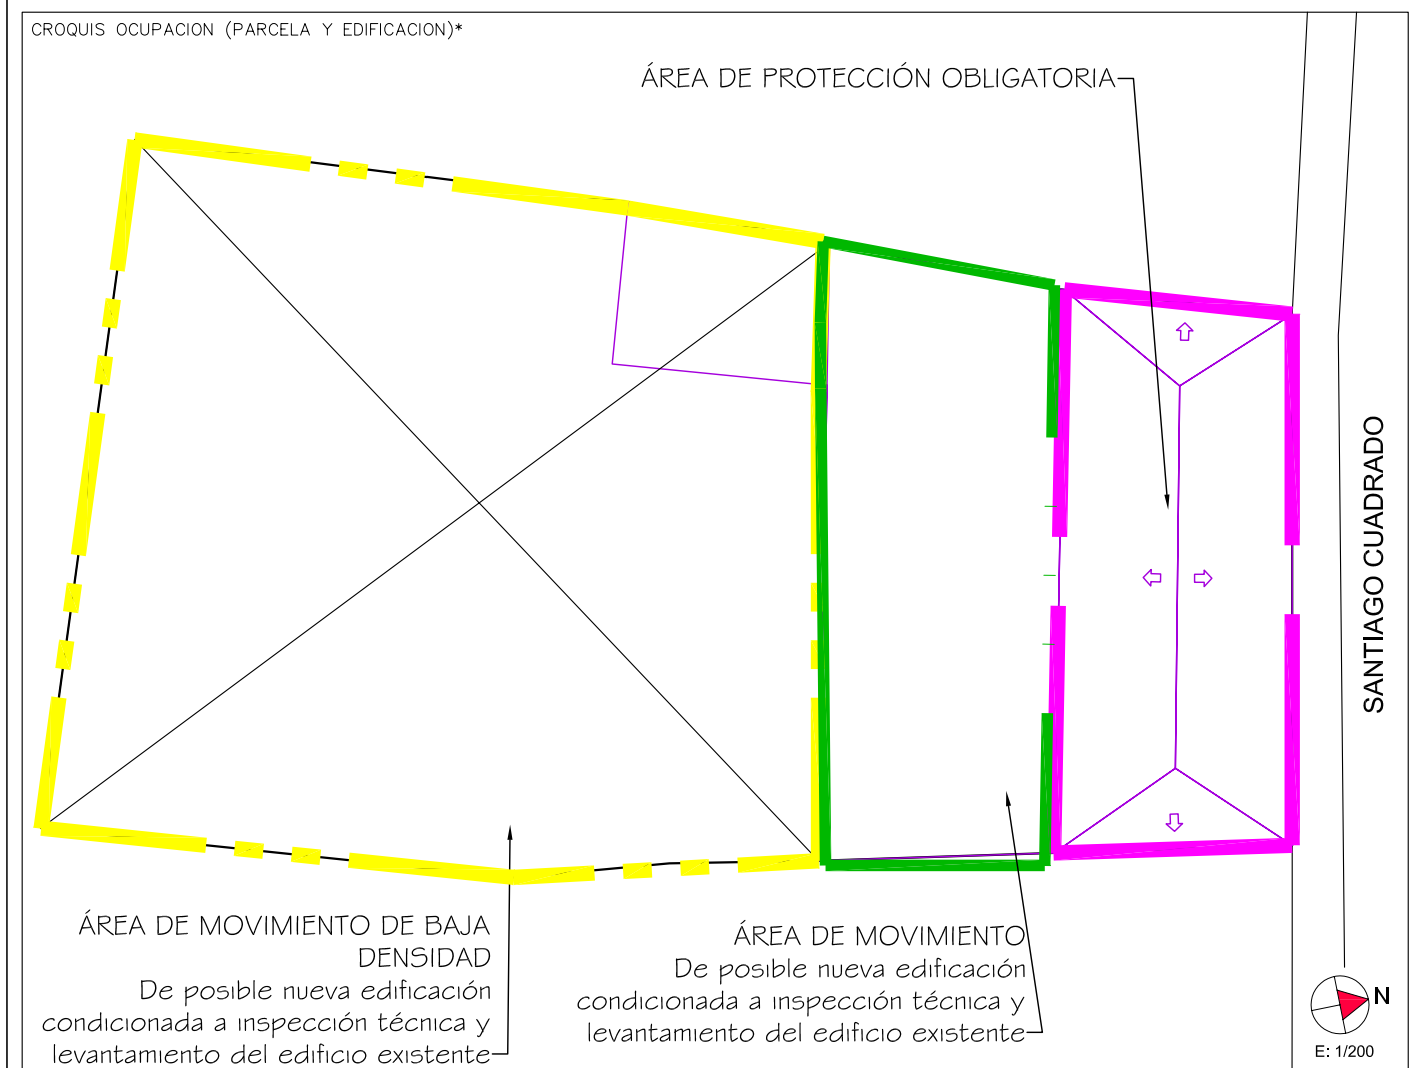 CROQUIS OCUPACION (PARCELA Y EDIFICACION)*
ÁREA DE PROTECCIÓN OBLIGATORIA
SANTIAGO CUADRADO
ÁREA DE MOVIMIENTO DE BAJA
DENSIDAD
De posible nueva edificación
condicionada a inspección técnica y
levantamiento del edificio existente
ÁREA DE MOVIMIENTO
De posible nueva edificación
condicionada a inspección técnica y
levantamiento del edificio existente
N
E: 1/200